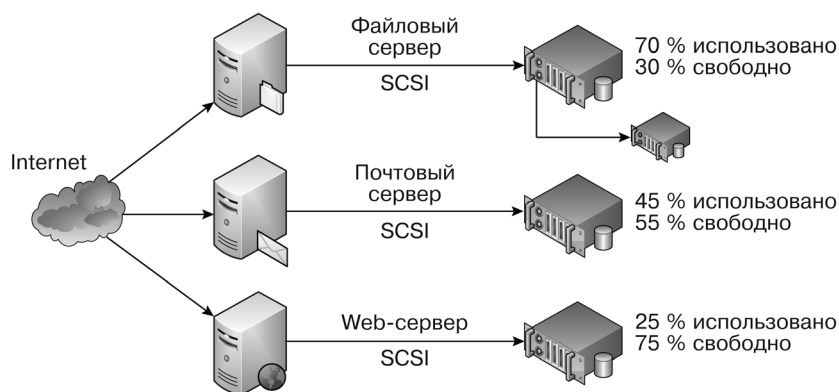 Файловый
сервер
SCSI
70 % использовано
30 % свободно
Internet
Почтовый
сервер
SCSI
45 % использовано
55 % свободно
Web-сервер
SCSI
25 % использовано
75 % свободно